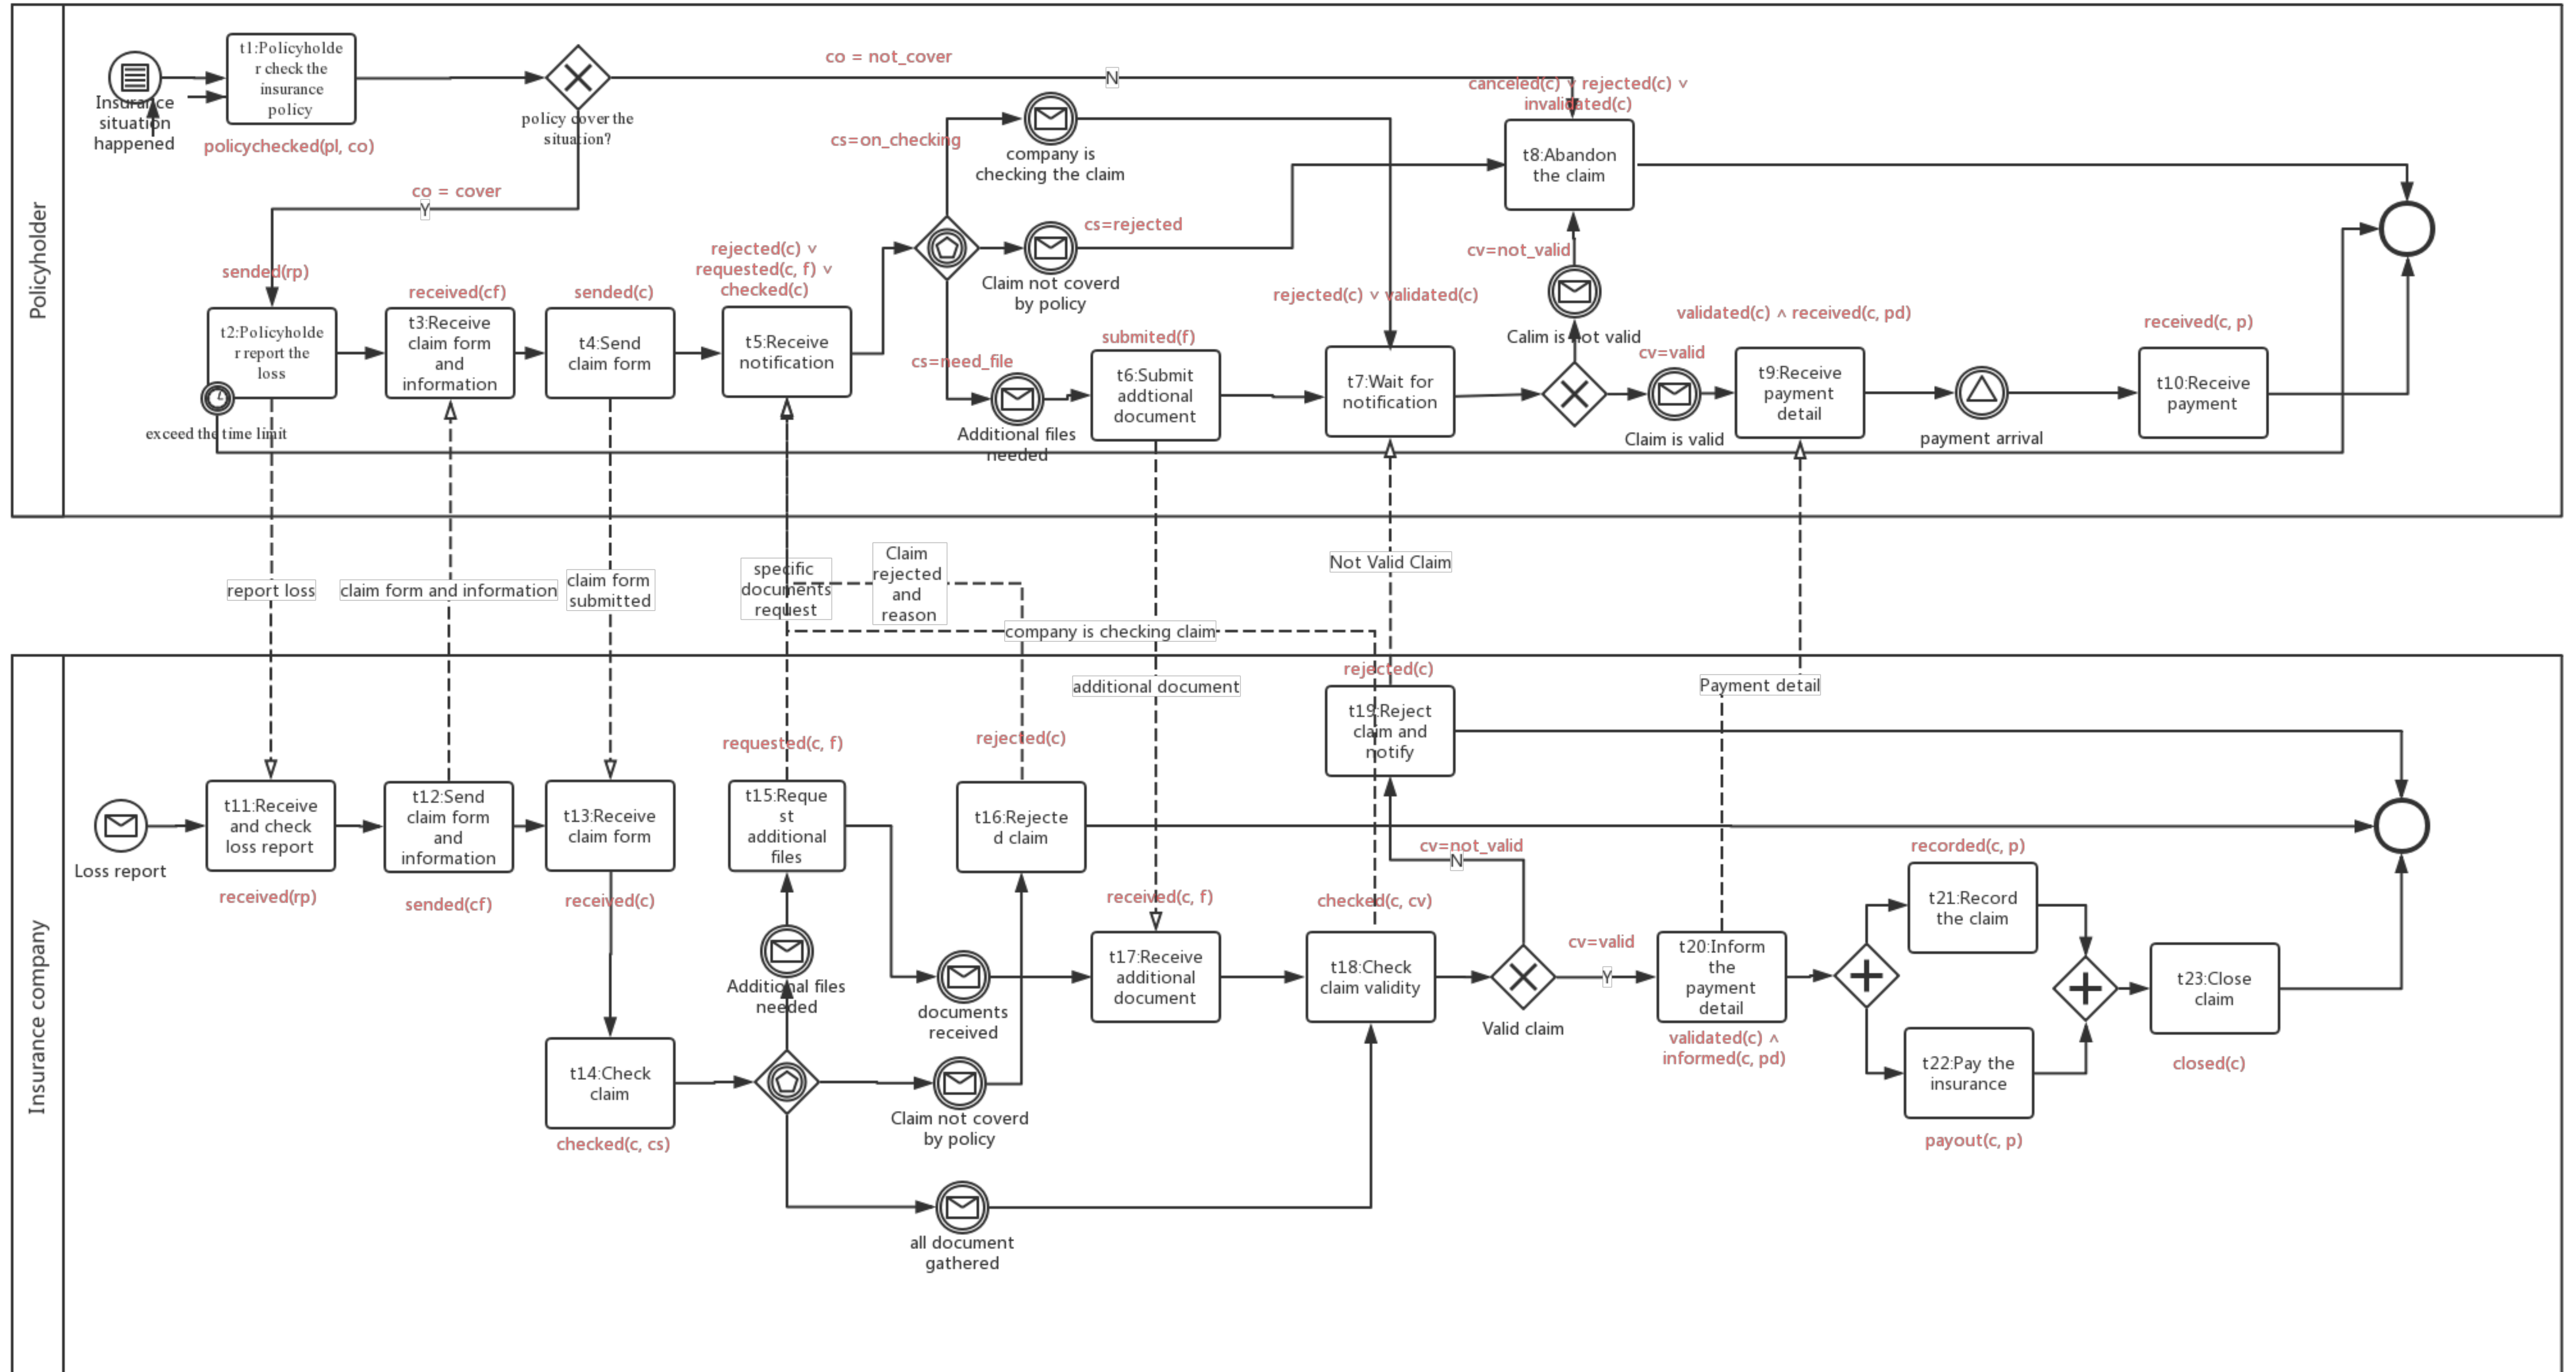 Policyholder
Insurance
situation
happened
t1:Policyholde
r check the
insurance
policy
policychecked(pl, co)
policy cover the
situation?
co = not_cover
N
co = cover
Y
canceled(c) ∨ rejected(c) ∨
invalidated(c)
t8:Abandon
the claim
cs=on_checking
company is
checking the claim
cs=rejected
Claim not coverd
by policy
cs=need_file
Additional files
needed
sended(rp)
t2:Policyholde
r report the
loss
exceed the time limit
received(cf)
t3:Receive
claim form
and
information
sended(c)
t4:Send
claim form
rejected(c) ∨
requested(c, f) ∨
checked(c)
t5:Receive
notification
submited(f)
t6:Submit
addtional
document
rejected(c) ∨ validated(c)
t7:Wait for
notification
cv=not_valid
Calim is not valid
cv=valid
Claim is valid
validated(c) ∧ received(c, pd)
t9:Receive
payment
detail
payment arrival
received(c, p)
t10:Receive
payment
report loss
claim form and information
claim form
submitted
specific
documents
request
Claim
rejected
and
reason
company is checking claim
additional document
Not Valid Claim
Payment detail
Insurance company
Loss report
t11:Receive
and check
loss report
received(rp)
t12:Send
claim form
and
information
sended(cf)
t13:Receive
claim form
received(c)
t14:Check
claim
checked(c, cs)
requested(c, f)
t15:Reque
st
additional
files
Additional files
needed
rejected(c)
t16:Rejecte
d claim
documents
received
Claim not coverd
by policy
all document
gathered
received(c, f)
t17:Receive
additional
document
checked(c, cv)
t18:Check
claim validity
rejected(c)
t19:Reject
claim and
notify
cv=not_valid
N
Valid claim
cv=valid
Y
t20:Inform
the
payment
detail
validated(c) ∧
informed(c, pd)
recorded(c, p)
t21:Record
the claim
t22:Pay the
insurance
payout(c, p)
t23:Close
claim
closed(c)